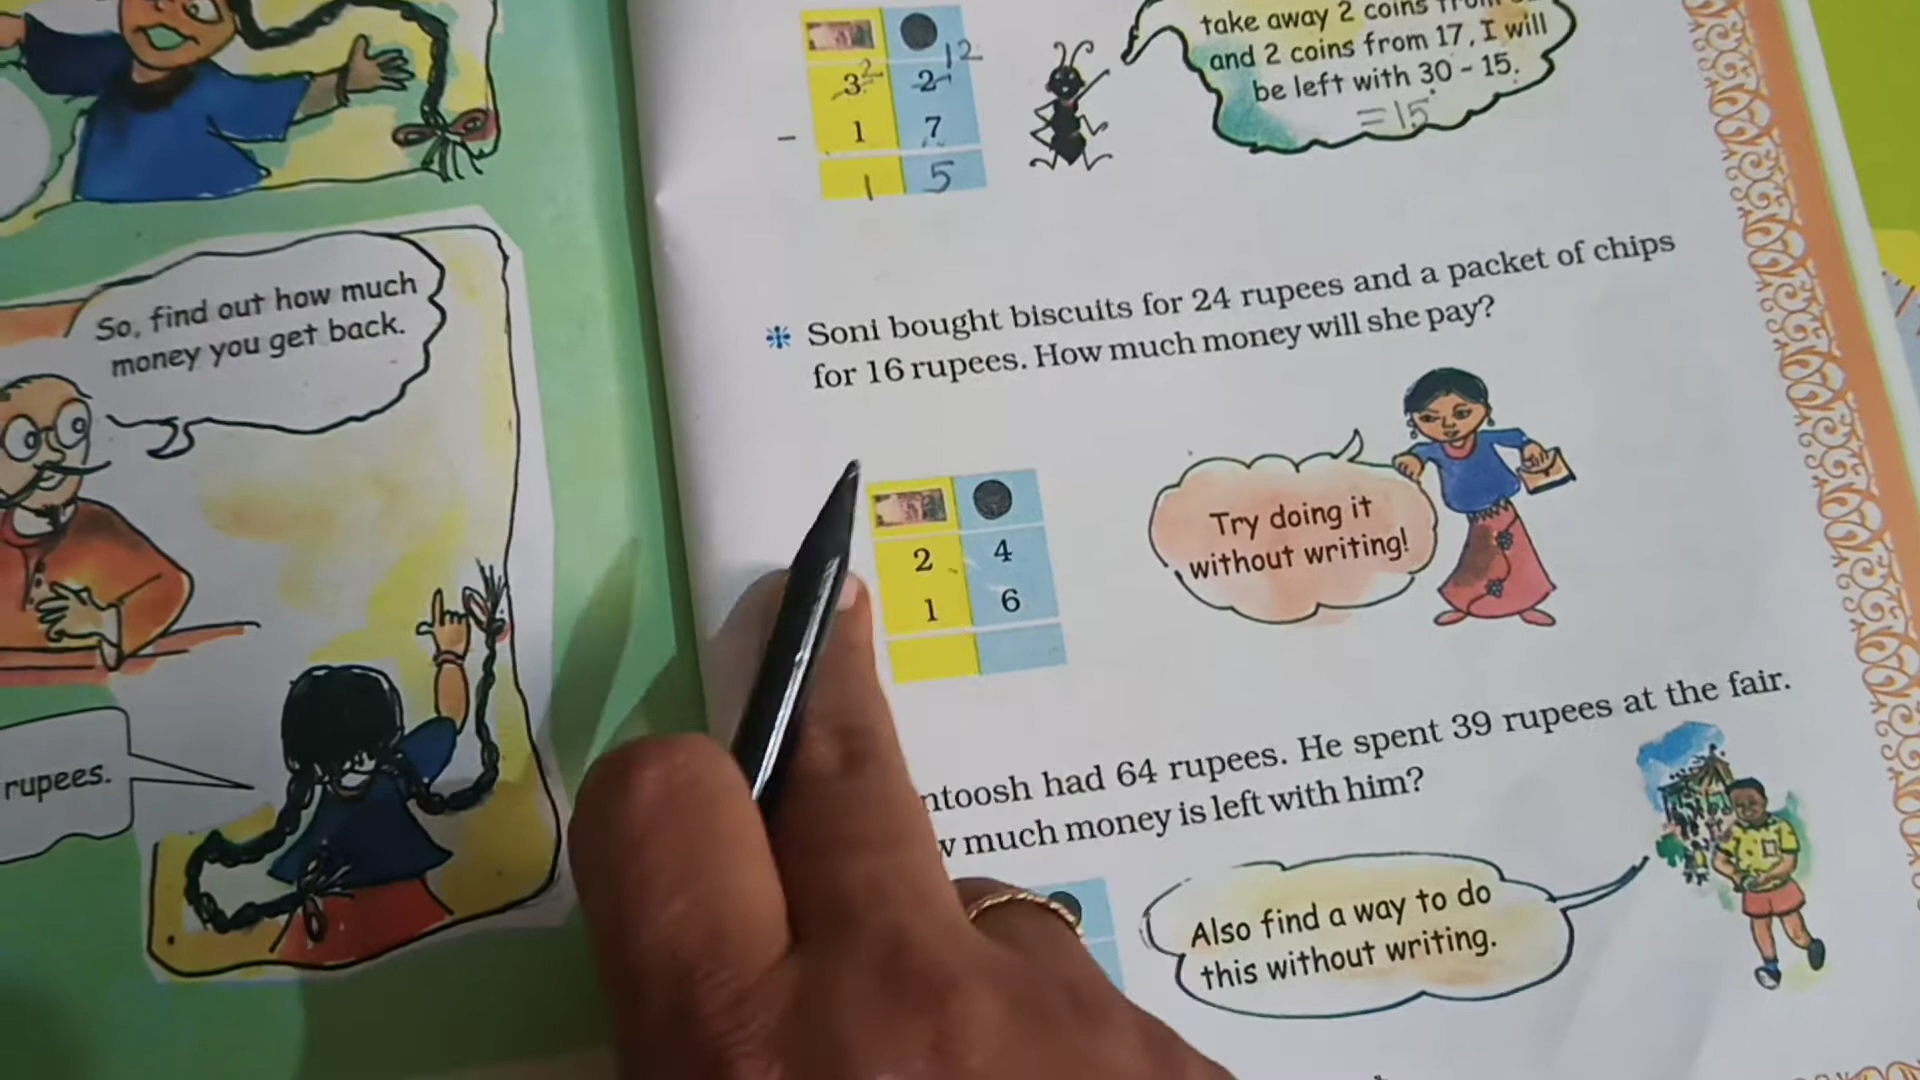 So, find out how much
money you get back.
rupees.
take away 2 coins
and 2 coins from 17, I will
be left with 30 - 15.
=15
2 12
3 2
- 1 7
1 5
Soni bought biscuits for 24 rupees and a packet of chips
for 16 rupees. How much money will she pay?
2 4
1 6
Try doing it
without writing!
ntoosh had 64 rupees. He spent 39 rupees at the fair.
w much money is left with him?
Also find a way to do
this without writing.